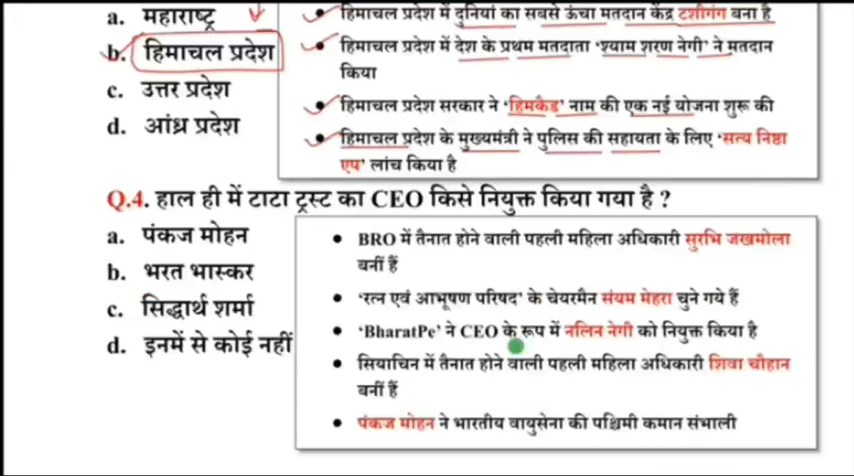 a. महाराष्ट्र
b. हिमाचल प्रदेश
c. उत्तर प्रदेश
d. आंध्र प्रदेश
• हिमाचल प्रदेश में दुनियां का सबसे ऊंचा मतदान केंद्र टशीगंग बना है
• हिमाचल प्रदेश में देश के प्रथम मतदाता ‘श्याम शरण नेगी’ ने मतदान
किया
• हिमाचल प्रदेश सरकार ने ‘हिमकैड’ नाम की एक नई योजना शुरू की
• हिमाचल प्रदेश के मुख्यमंत्री ने पुलिस की सहायता के लिए ‘सत्य निष्ठा
एप’ लांच किया है
Q.4. हाल ही में टाटा ट्रस्ट का CEO किसे नियुक्त किया गया है ?
a. पंकज मोहन
b. भरत भास्कर
c. सिद्धार्थ शर्मा
d. इनमें से कोई नहीं
• BRO में तैनात होने वाली पहली महिला अधिकारी सुरभि जखमोला
बनीं हैं
• ‘रत्न एवं आभूषण परिषद’ के चेयरमैन संयम मेहरा चुने गये हैं
• ‘BharatPe’ ने CEO के रूप में नलिन नेगी को नियुक्त किया है
• सियाचिन में तैनात होने वाली पहली महिला अधिकारी शिवा चौहान
बनीं हैं
• पंकज मोहन ने भारतीय वायुसेना की पश्चिमी कमान संभाली